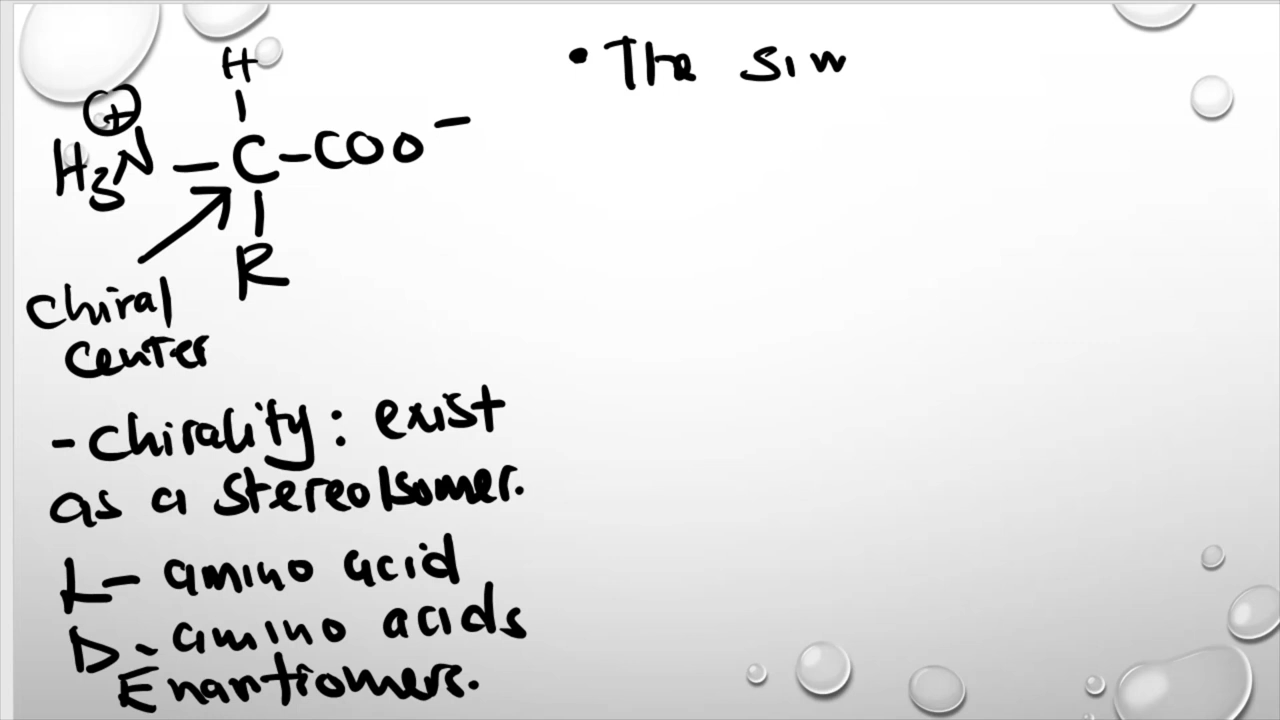 H
⊕
H3N – C – COO⁻
R
Chiral
center
- Chirality: exist
as a stereoIsomer.
L- amino acid
D- amino acids
Enantiomers.
• The sim